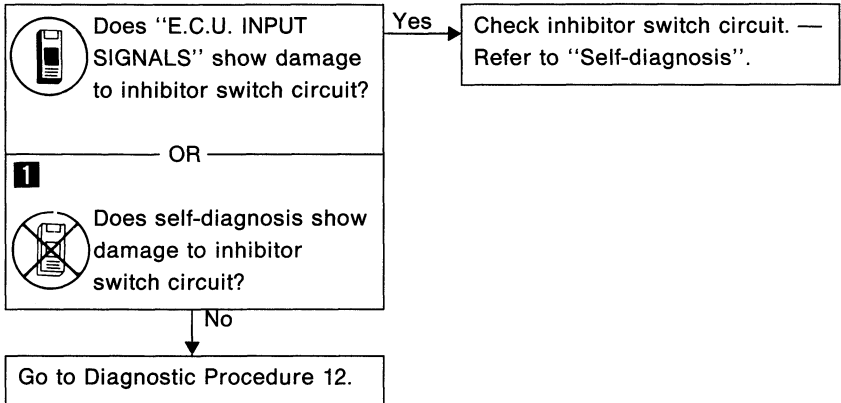 Does "E.C.U. INPUT
SIGNALS" show damage
to inhibitor switch circuit?
Yes
Check inhibitor switch circuit. —
Refer to "Self-diagnosis".
OR
1
Does self-diagnosis show
damage to inhibitor
switch circuit?
No
Go to Diagnostic Procedure 12.